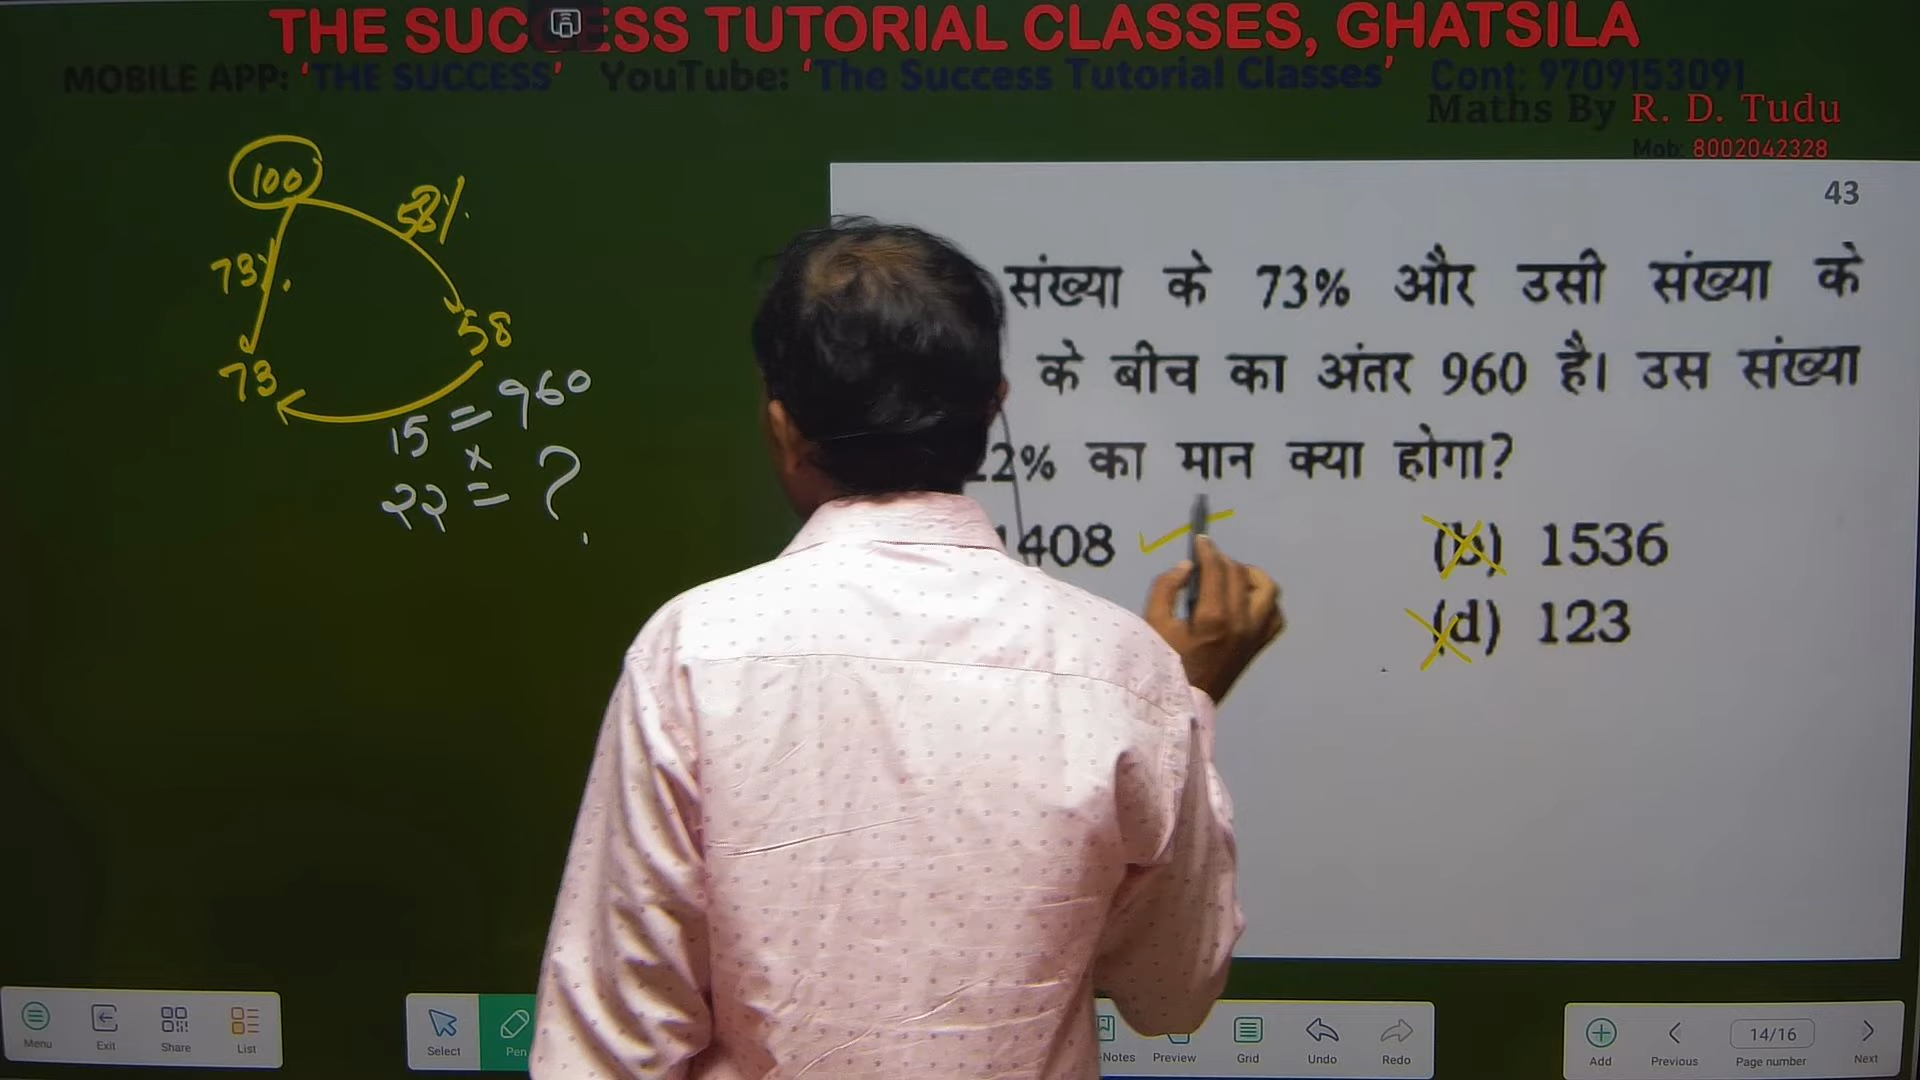 THE SUCCESS TUTORIAL CLASSES, GHATSILA
MOBILE APP: 'THE SUCCESS' YouTube: 'The Success Tutorial Classes' Cont: 9709153091
Maths By R. D. Tudu
Mob: 8002042328
43
संख्या के 73% और उसी संख्या के
के बीच का अंतर 960 है। उस संख्या
22% का मान क्या होगा?
1408
(b) 1536
(d) 123
100
58%
73%
58
73
15 = 960
×
22 = ?
Menu
Exit
Share
List
Select
Pen
-Notes
Preview
Grid
Undo
Redo
Add
Previous
14/16
Page number
Next